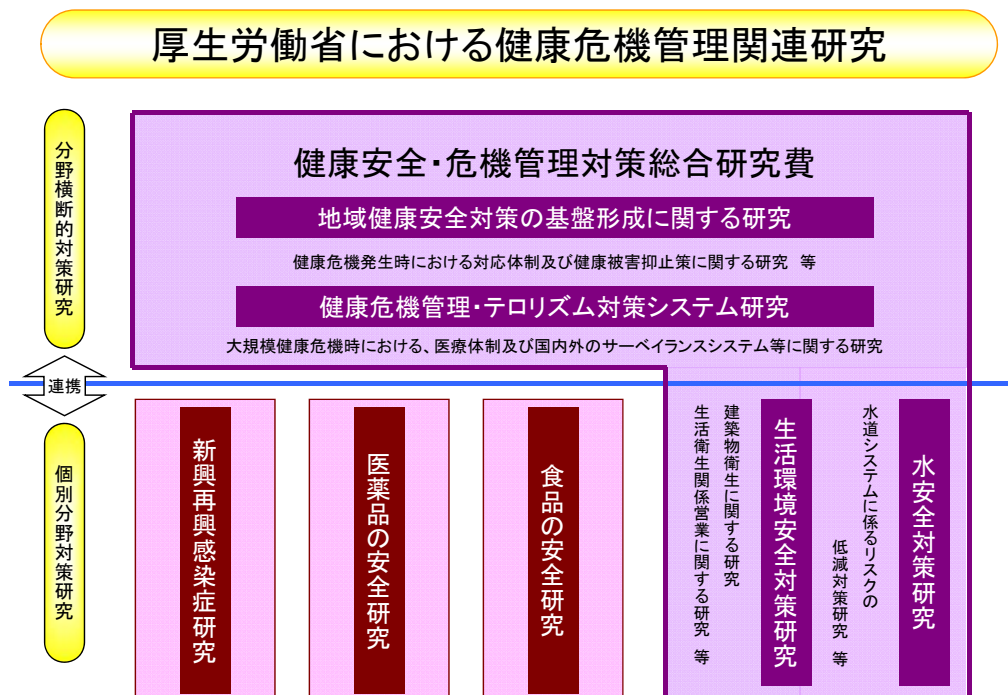 厚生労働省における健康危機管理関連研究
分野横断的対策研究
健康安全・危機管理対策総合研究費
地域健康安全対策の基盤形成に関する研究
健康危機発生時における対応体制及び健康被害抑止策に関する研究 等
健康危機管理・テロリズム対策システム研究
大規模健康危機時における、医療体制及び国内外のサーベイランスシステム等に関する研究
連携
個別分野対策研究
新興再興感染症研究
医薬品の安全研究
食品の安全研究
生活環境安全対策研究
建築物衛生に関する研究
生活衛生関係営業に関する研究 等
水安全対策研究
水道システムに係るリスクの
低減対策研究 等